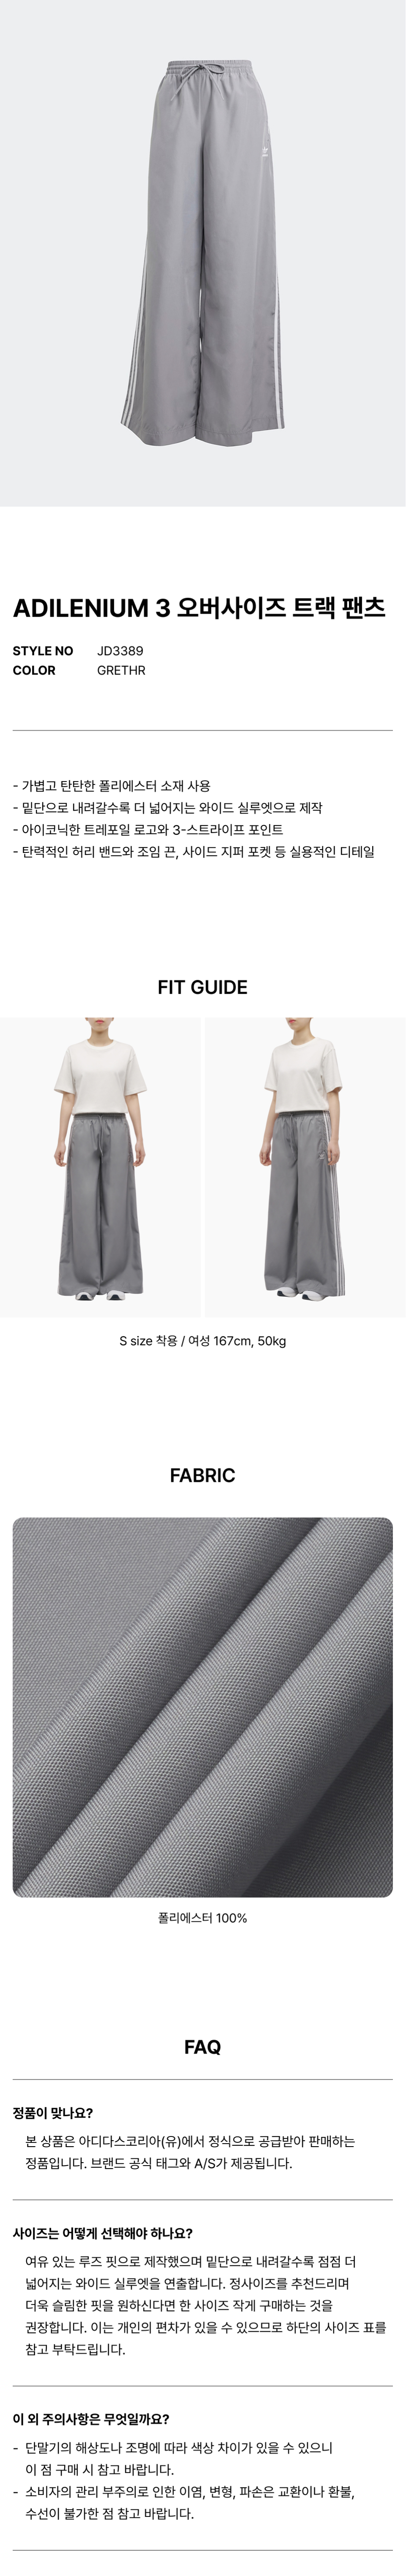 ADILENIUM 3 오버사이즈 트랙 팬츠
STYLE NO JD3389
COLOR GRETHR
- 가볍고 탄탄한 폴리에스터 소재 사용
- 밑단으로 내려갈수록 더 넓어지는 와이드 실루엣으로 제작
- 아이코닉한 트레포일 로고와 3-스트라이프 포인트
- 탄력적인 허리 밴드와 조임 끈, 사이드 지퍼 포켓 등 실용적인 디테일
FIT GUIDE
S size 착용 / 여성 167cm, 50kg
FABRIC
폴리에스터 100%
FAQ
정품이 맞나요?
본 상품은 아디다스코리아(유)에서 정식으로 공급받아 판매하는
정품입니다. 브랜드 공식 태그와 A/S가 제공됩니다.
사이즈는 어떻게 선택해야 하나요?
여유 있는 루즈 핏으로 제작했으며 밑단으로 내려갈수록 점점 더
넓어지는 와이드 실루엣을 연출합니다. 정사이즈를 추천드리며
더욱 슬림한 핏을 원하신다면 한 사이즈 작게 구매하는 것을
권장합니다. 이는 개인의 편차가 있을 수 있으므로 하단의 사이즈 표를
참고 부탁드립니다.
이 외 주의사항은 무엇일까요?
- 단말기의 해상도나 조명에 따라 색상 차이가 있을 수 있으니
이 점 구매 시 참고 바랍니다.
- 소비자의 관리 부주의로 인한 이염, 변형, 파손은 교환이나 환불,
수선이 불가한 점 참고 바랍니다.